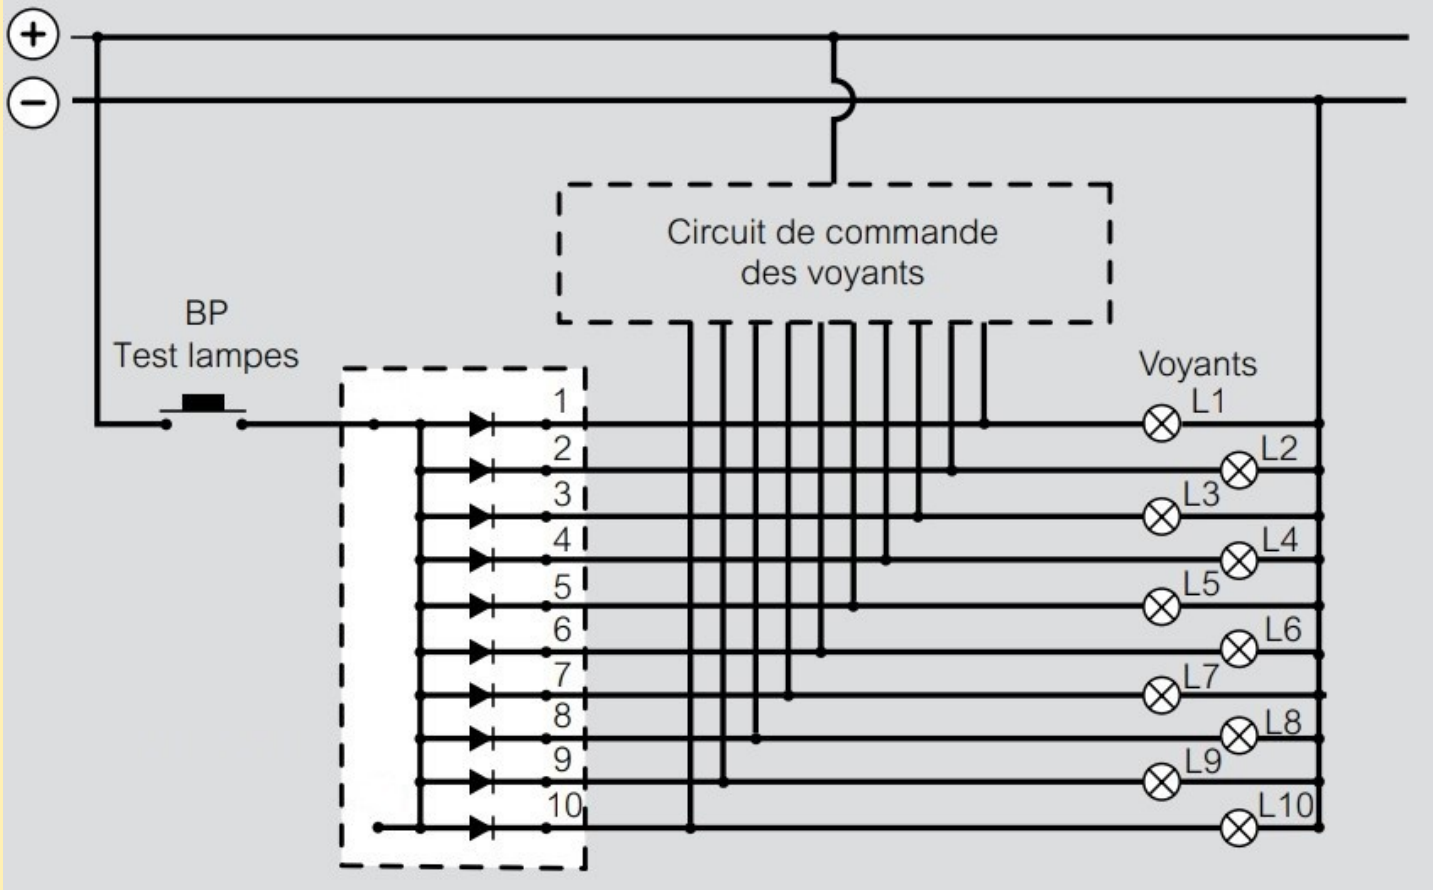 +
−
Circuit de commande
des voyants
BP
Test lampes
Voyants
1
L1
2
L2
3
L3
4
L4
5
L5
6
L6
7
L7
8
L8
9
L9
10
L10